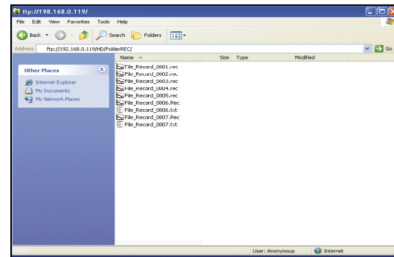 ftp://198.168.0.119/
File Edit View Favorites Tools Help
Back Search Folders
Address ftp://192.168.0.119/HD/FolderREC/ Go
Name Size Type Modified
Other Places
Internet Explorer
My Documents
My Network Places
File_Record_0001.rec
File_Record_0002.rec
File_Record_0003.rec
File_Record_0004.rec
File_Record_0005.rec
File_Record_0006.Rec
File_Record_0006.txt
File_Record_0007.Rec
File_Record_0007.txt
User: Anonymous Internet